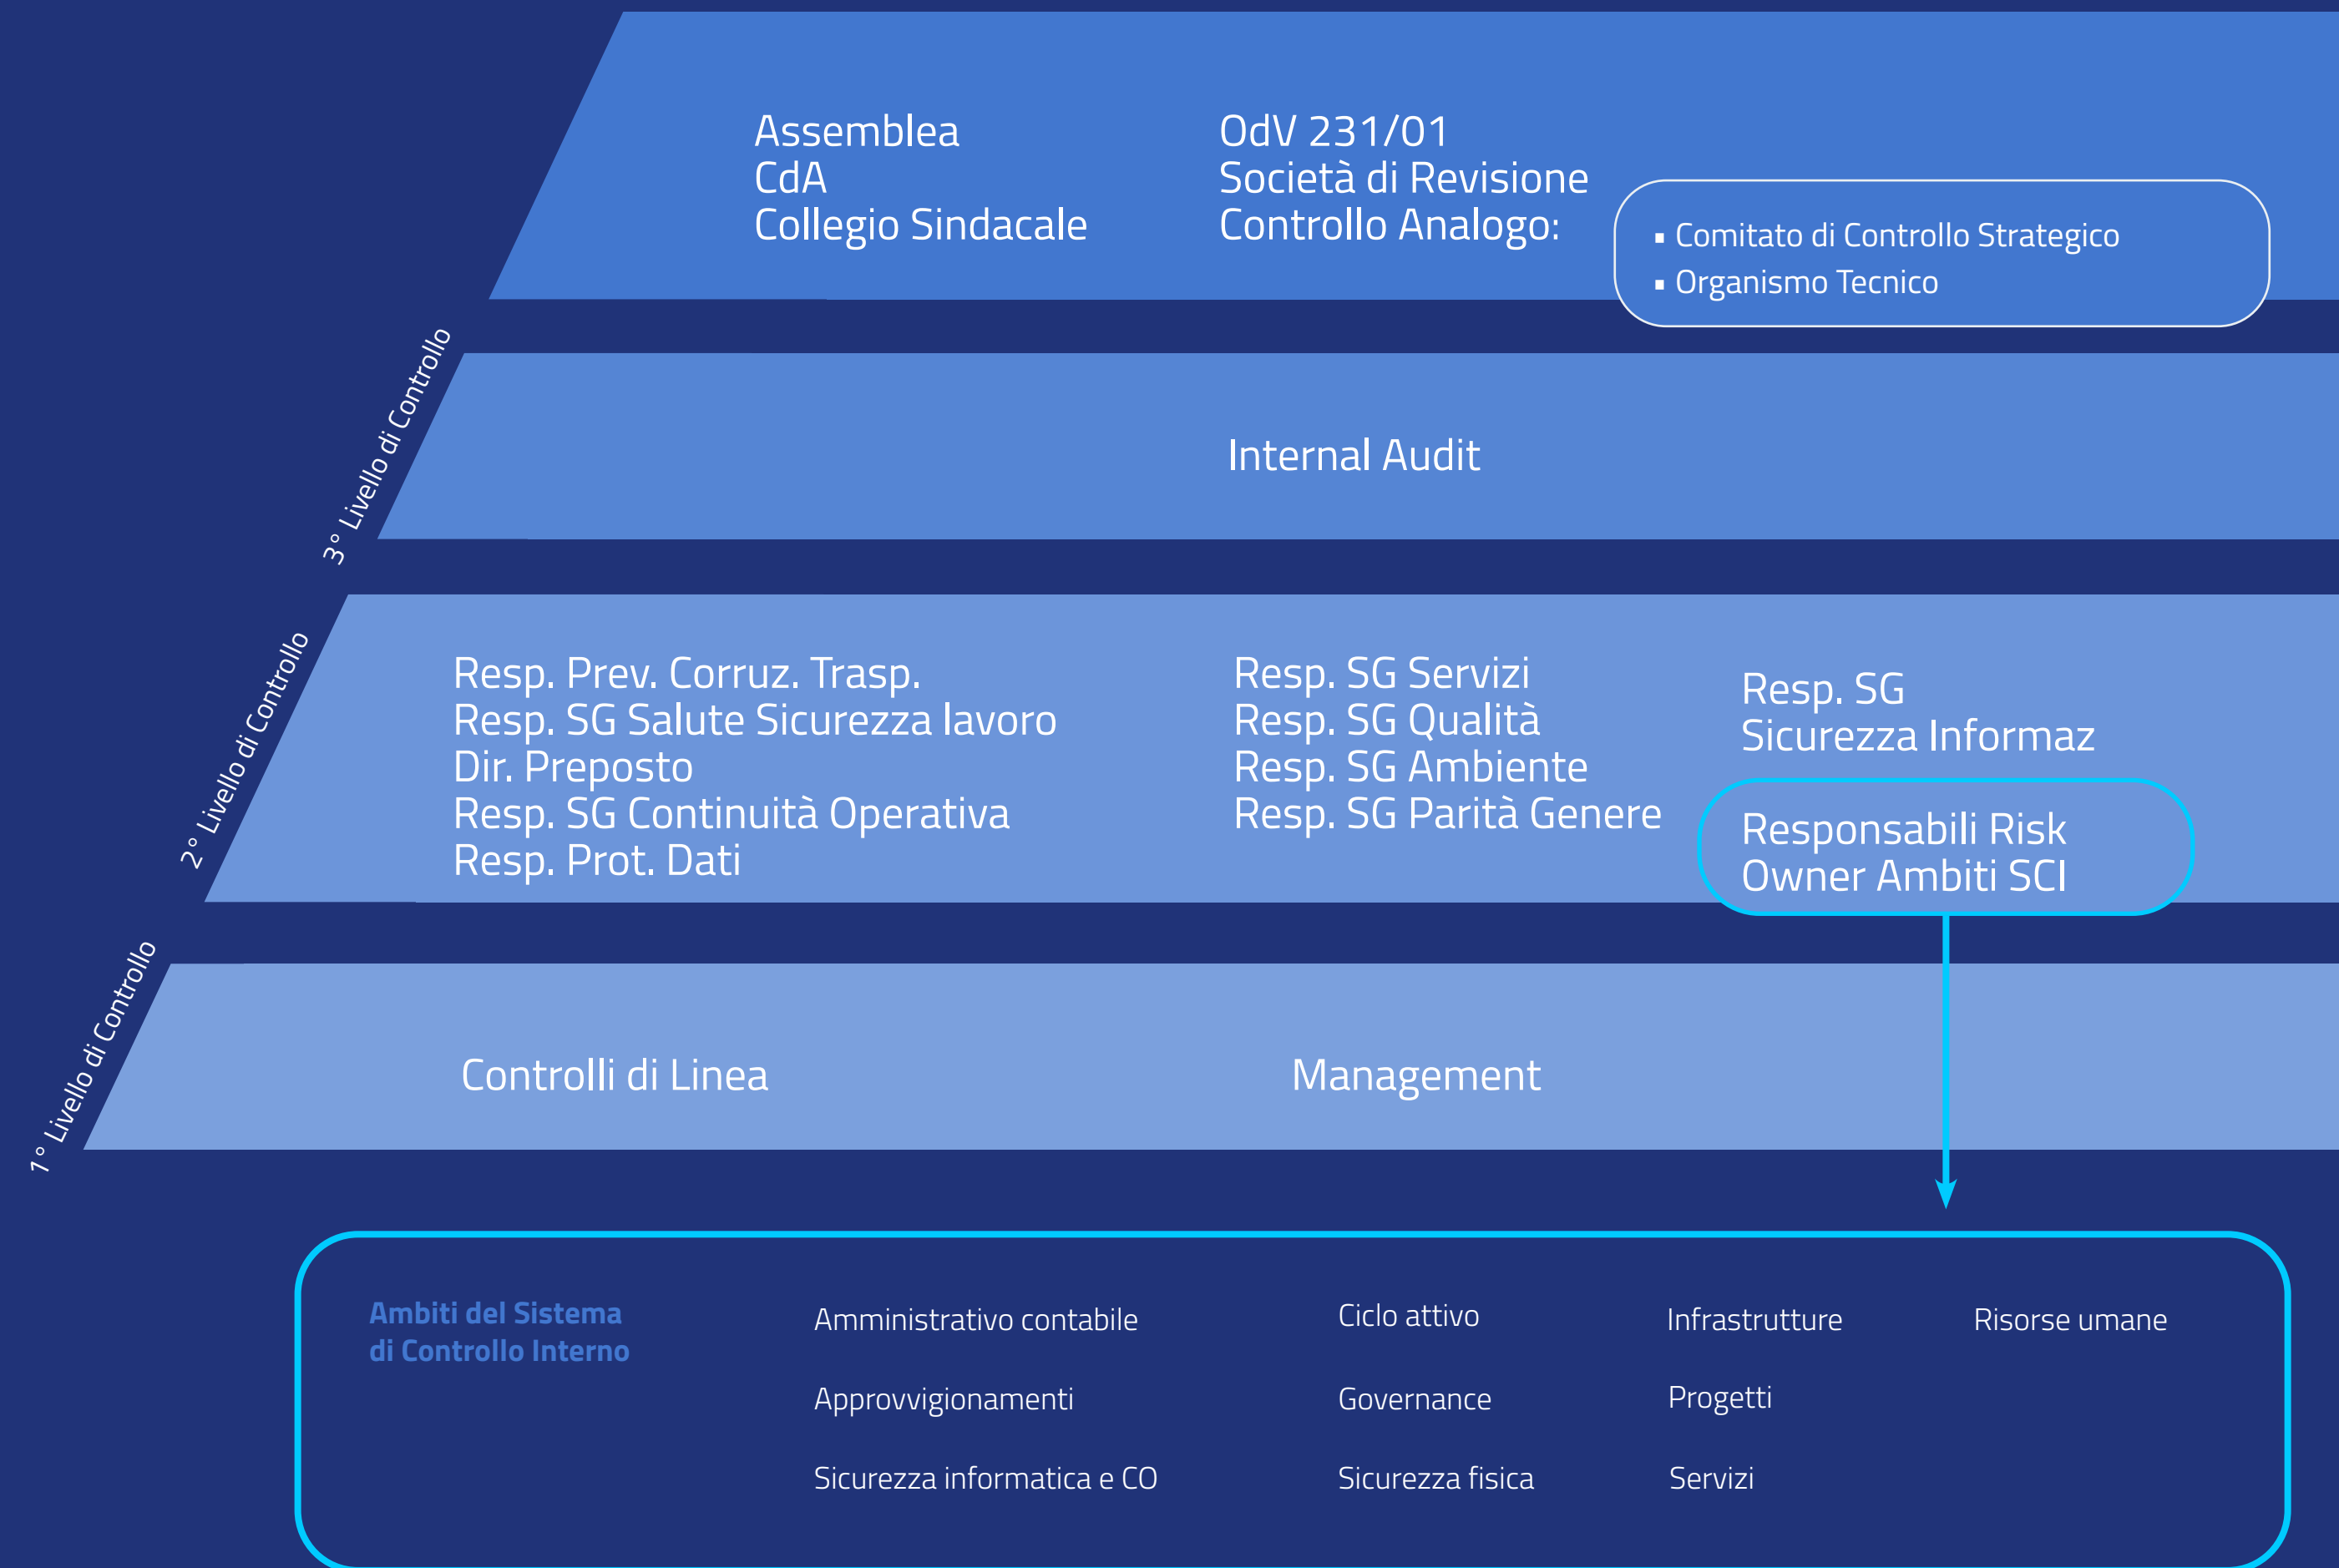 Assemblea
CdA
Collegio Sindacale
OdV 231/01
Società di Revisione
Controllo Analogo:
▪ Comitato di Controllo Strategico
▪ Organismo Tecnico
3° Livello di Controllo
Internal Audit
2° Livello di Controllo
Resp. Prev. Corruz. Trasp.
Resp. SG Salute Sicurezza lavoro
Dir. Preposto
Resp. SG Continuità Operativa
Resp. Prot. Dati
Resp. SG Servizi
Resp. SG Qualità
Resp. SG Ambiente
Resp. SG Parità Genere
Resp. SG
Sicurezza Informaz
Responsabili Risk
Owner Ambiti SCI
1° Livello di Controllo
Controlli di Linea
Management
Ambiti del Sistema
di Controllo Interno
Amministrativo contabile
Approvvigionamenti
Sicurezza informatica e CO
Ciclo attivo
Governance
Sicurezza fisica
Infrastrutture
Progetti
Servizi
Risorse umane